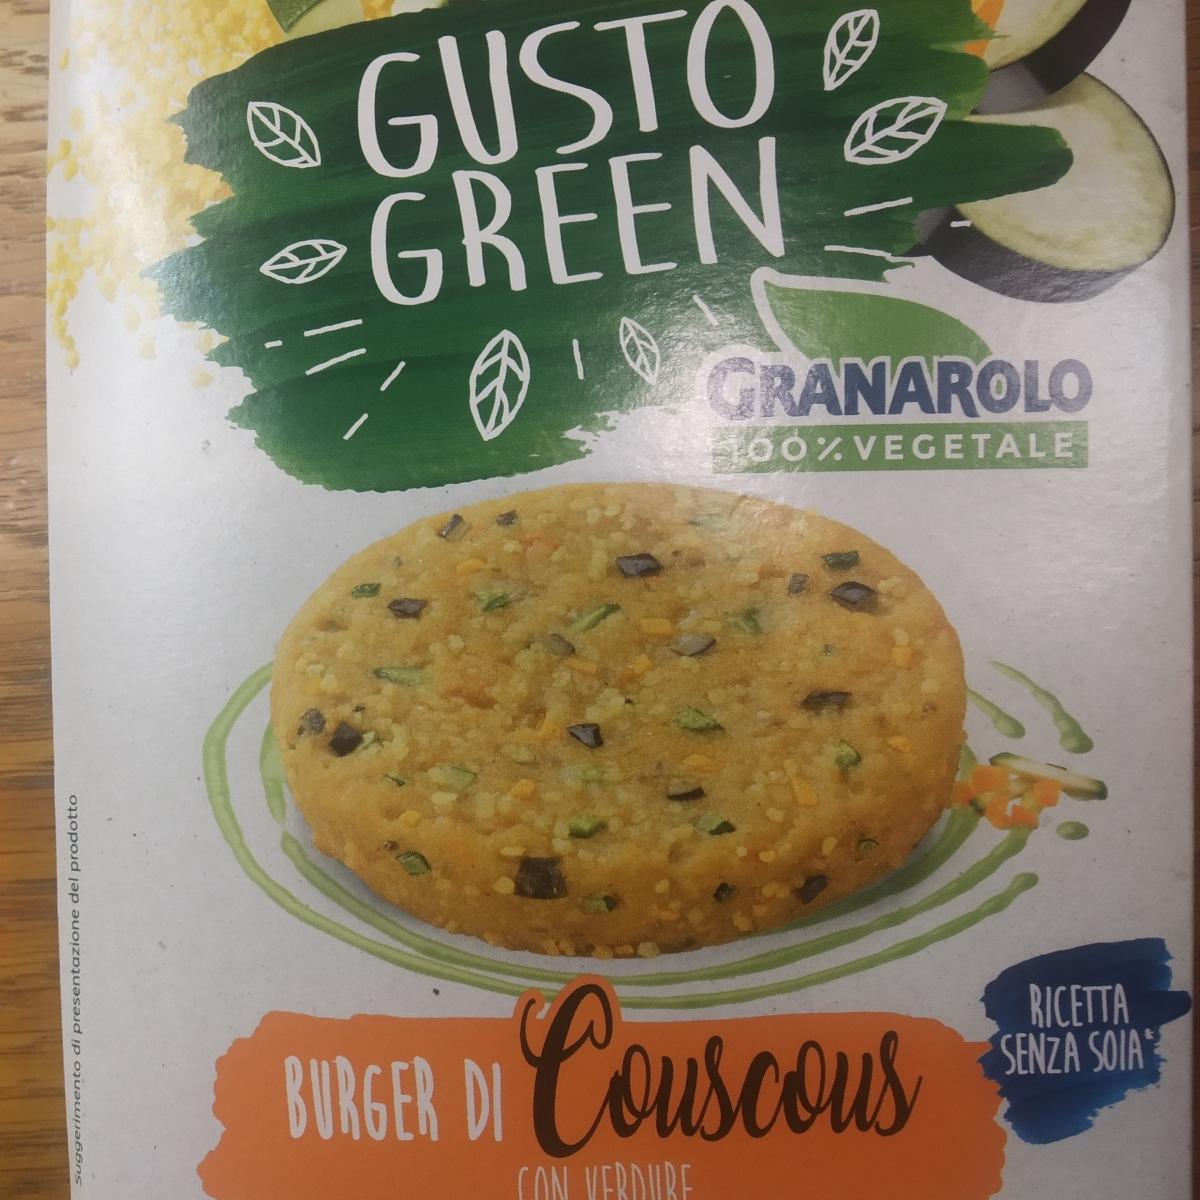 GUSTO
GREEN
GRANAROLO
100% VEGETALE
Suggerimento di presentazione del prodotto
RICETTA
SENZA SOIA*
BURGER DI Couscous
CON VERDURE